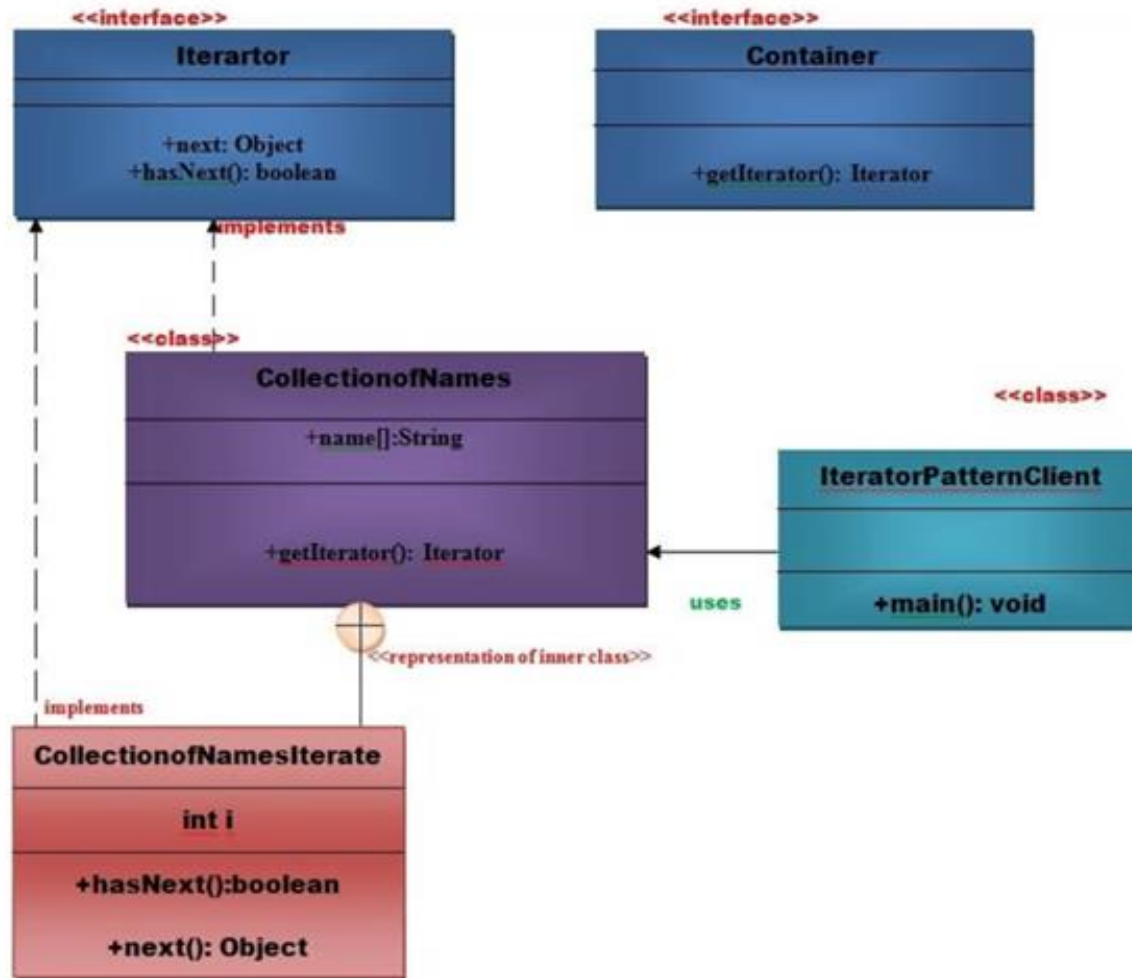 <<interface>>
Iterartor
+next: Object
+hasNext(): boolean
<<interface>>
Container
+getIterator(): Iterator
implements
<<class>>
CollectionofNames
+name[]:String
+getIterator(): Iterator
<<class>>
IteratorPatternClient
+main(): void
uses
<<representation of inner class>>
implements
CollectionofNamesIterate
int i
+hasNext():boolean
+next(): Object